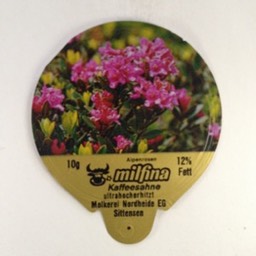 Alpenrosen
10g milfina 12% Fett
Kaffeesahne
ultrahocherhitzt
Molkerei Nordheide EG
Sittensen